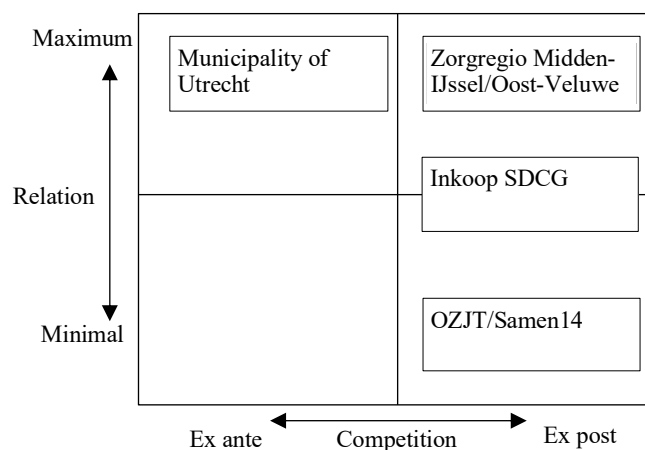 Maximum
Municipality of
Utrecht
Zorgregio Midden-
IJssel/Oost-Veluwe
Inkoop SDCG
Relation
OZJT/Samen14
Minimal
Ex ante
Competition
Ex post